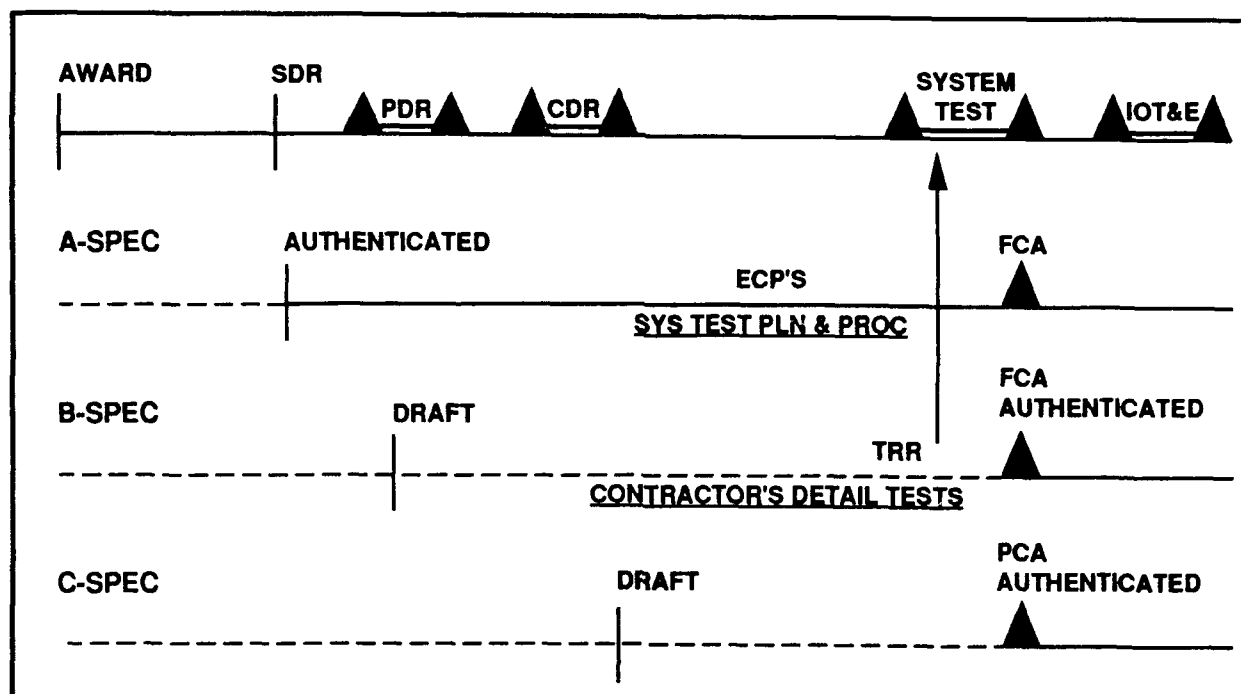 AWARD
SDR
PDR
CDR
SYSTEM
TEST
IOT&E
A-SPEC
AUTHENTICATED
ECP'S
FCA
SYS TEST PLN & PROC
B-SPEC
DRAFT
TRR
FCA
AUTHENTICATED
CONTRACTOR'S DETAIL TESTS
C-SPEC
DRAFT
PCA
AUTHENTICATED